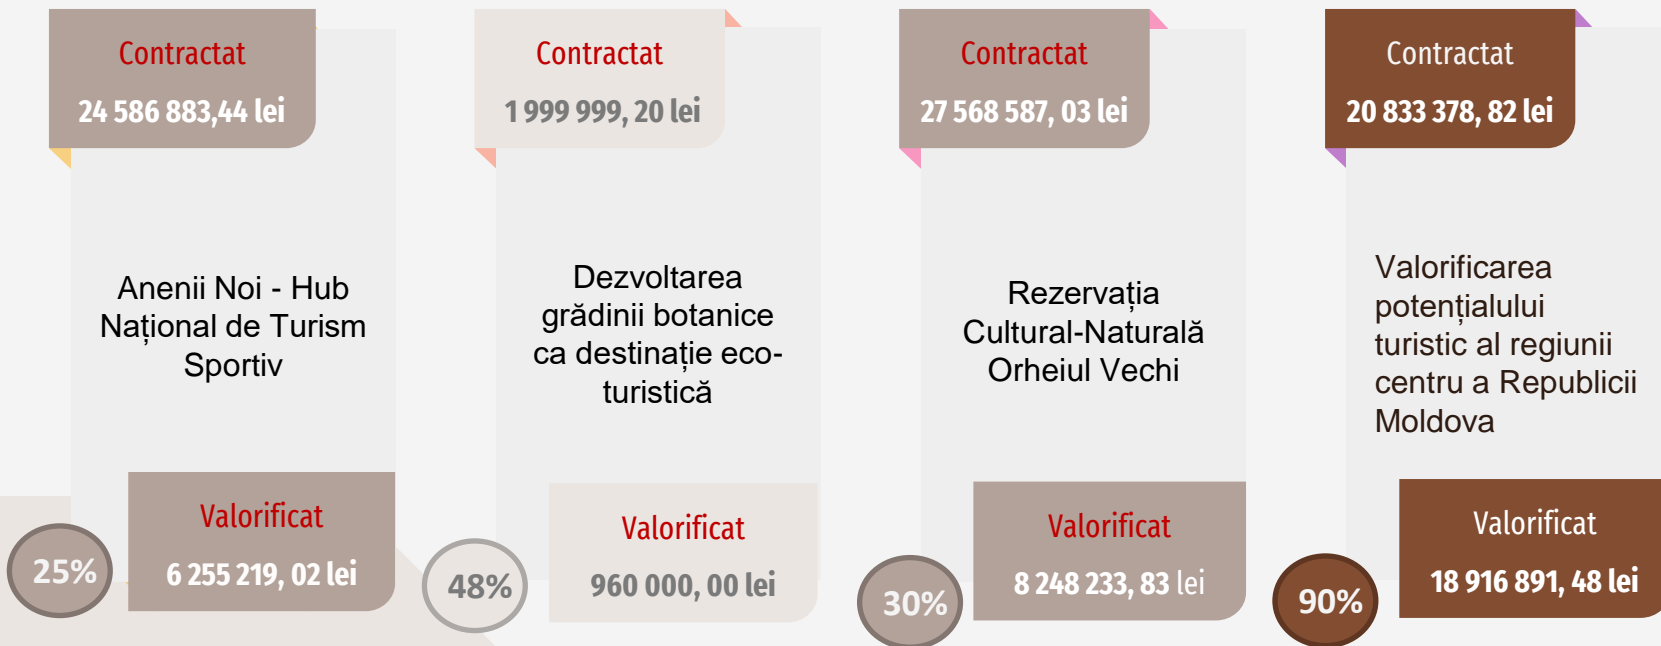 Contractat
24 586 883,44 lei
Anenii Noi - Hub
Național de Turism
Sportiv
Valorificat
6 255 219, 02 lei
25%
Contractat
1 999 999, 20 lei
Dezvoltarea
grădinii botanice
ca destinație eco-
turistică
Valorificat
960 000, 00 lei
48%
Contractat
27 568 587, 03 lei
Rezervația
Cultural-Naturală
Orheiul Vechi
Valorificat
8 248 233, 83 lei
30%
Contractat
20 833 378, 82 lei
Valorificarea
potențialului
turistic al regiunii
centru a Republicii
Moldova
Valorificat
18 916 891, 48 lei
90%